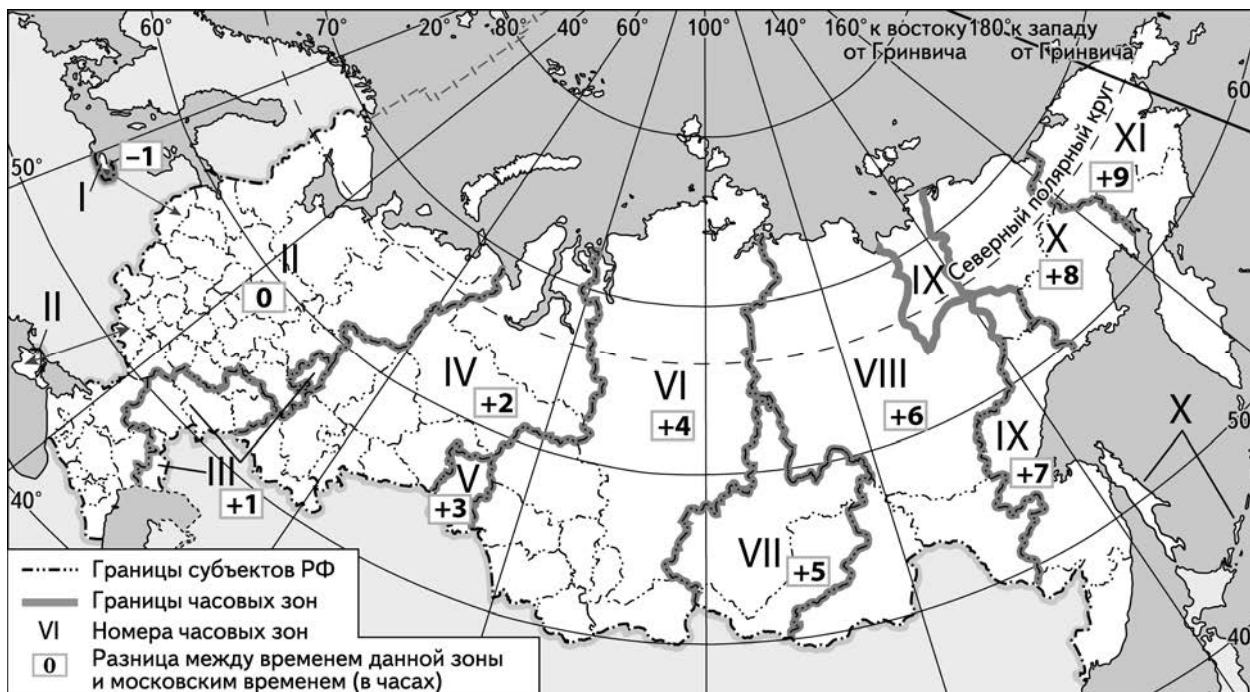 60° 70° 20° 40° 60° 100° 140° 160° к востоку от Гринвича 180° к западу от Гринвича
60°
50°
I
–1
II
0
II
Северный полярный круг
XI
+9
X
+8
IX
IV
+2
VI
+4
VIII
+6
IX
+7
X
50°
V
+3
III
+1
40°
VII
+5
40°
Границы субъектов РФ
Границы часовых зон
VI Номера часовых зон
0 Разница между временем данной зоны
и московским временем (в часах)